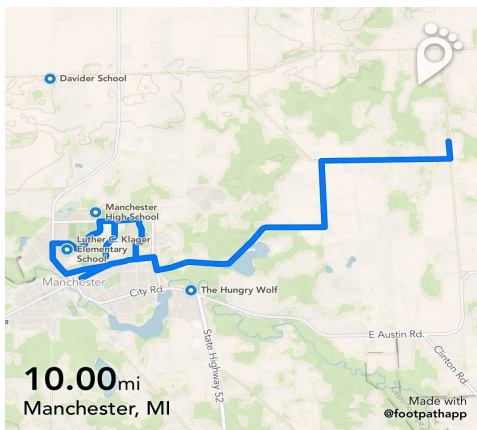 Davider School
Manchester
High School
Luther C. Klager
Elementary
School
Manchester
City Rd.
The Hungry Wolf
State Highway 52
E Austin Rd.
Clinton Rd.
10.00mi
Manchester, MI
Made with
@footpathapp